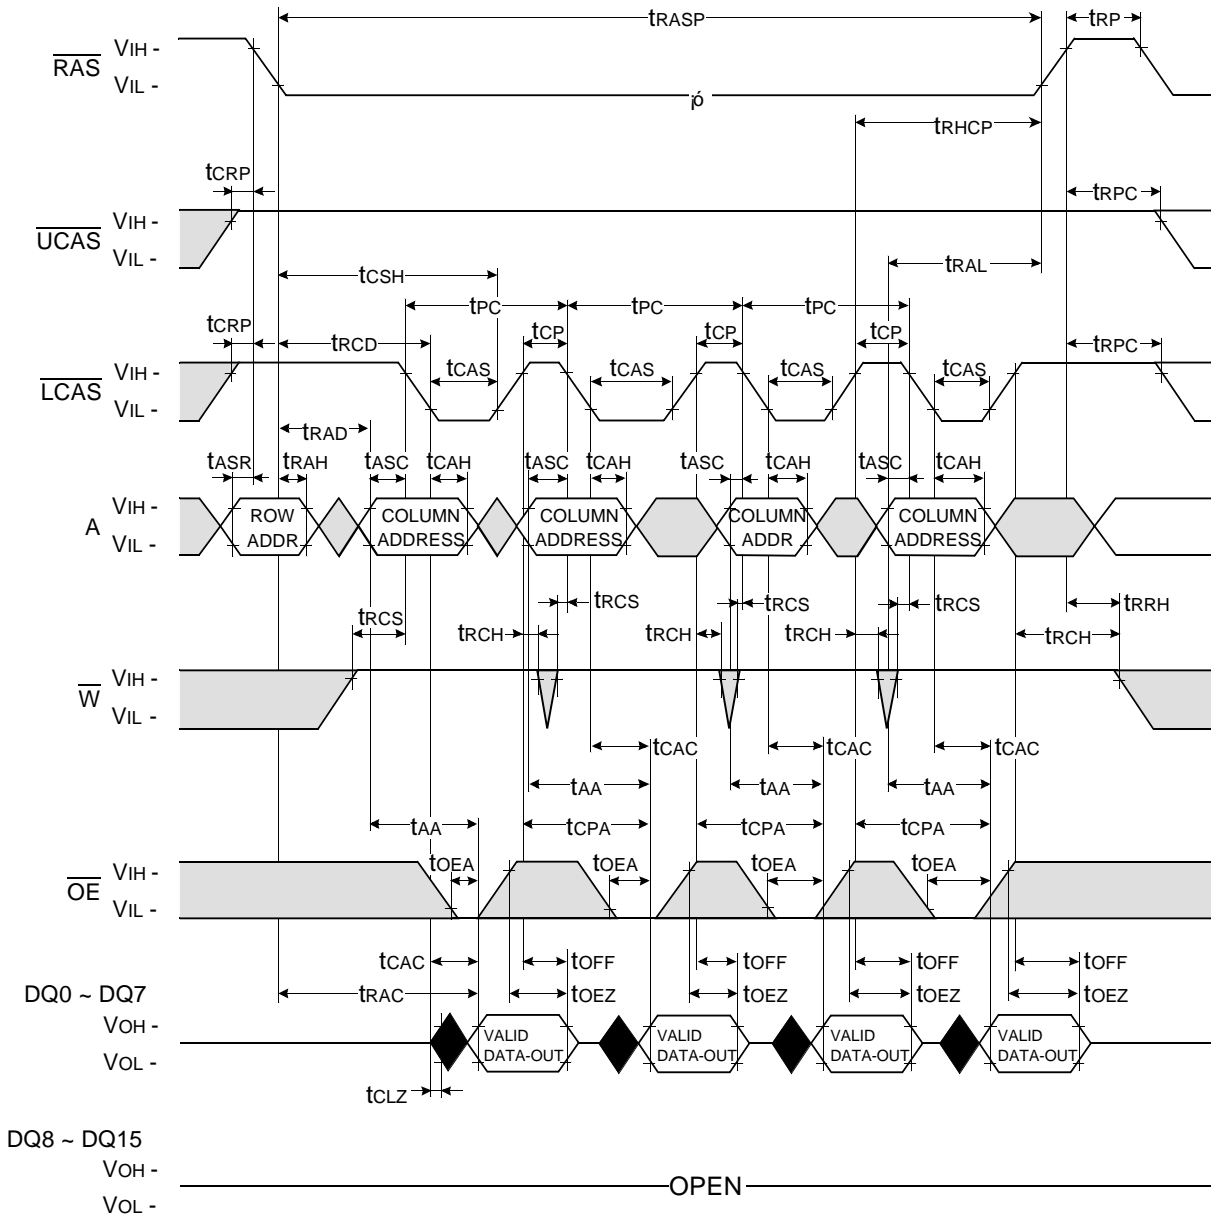 tRASP tRP
RAS VIH -
VIL -
¡ó
tRHCP
tCRP tRPC
UCAS VIH -
VIL -
tCSH tRAL
tPC tPC tPC
tCRP tRCD tCP tCP tCP tRPC
LCAS VIH -
VIL -
tCAS tCAS tCAS tCAS
tRAD
tASR tRAH tASC tCAH tASC tCAH tASC tCAH tASC tCAH
A VIH -
VIL -
ROW
ADDR
COLUMN
ADDRESS
COLUMN
ADDRESS
COLUMN
ADDR
COLUMN
ADDRESS
tRCS tRCS tRCS tRCS tRRH
tRCH tRCH tRCH tRCH
W VIH -
VIL -
tCAC tCAC tCAC
tAA tAA tAA
tAA tCPA tCPA tCPA
tOEA tOEA tOEA tOEA
OE VIH -
VIL -
tCAC tOFF tOFF tOFF tOFF
tRAC tOEZ tOEZ tOEZ tOEZ
DQ0 ~ DQ7
VOH -
VOL -
VALID
DATA-OUT
VALID
DATA-OUT
VALID
DATA-OUT
VALID
DATA-OUT
tCLZ
DQ8 ~ DQ15
VOH -
VOL -
OPEN